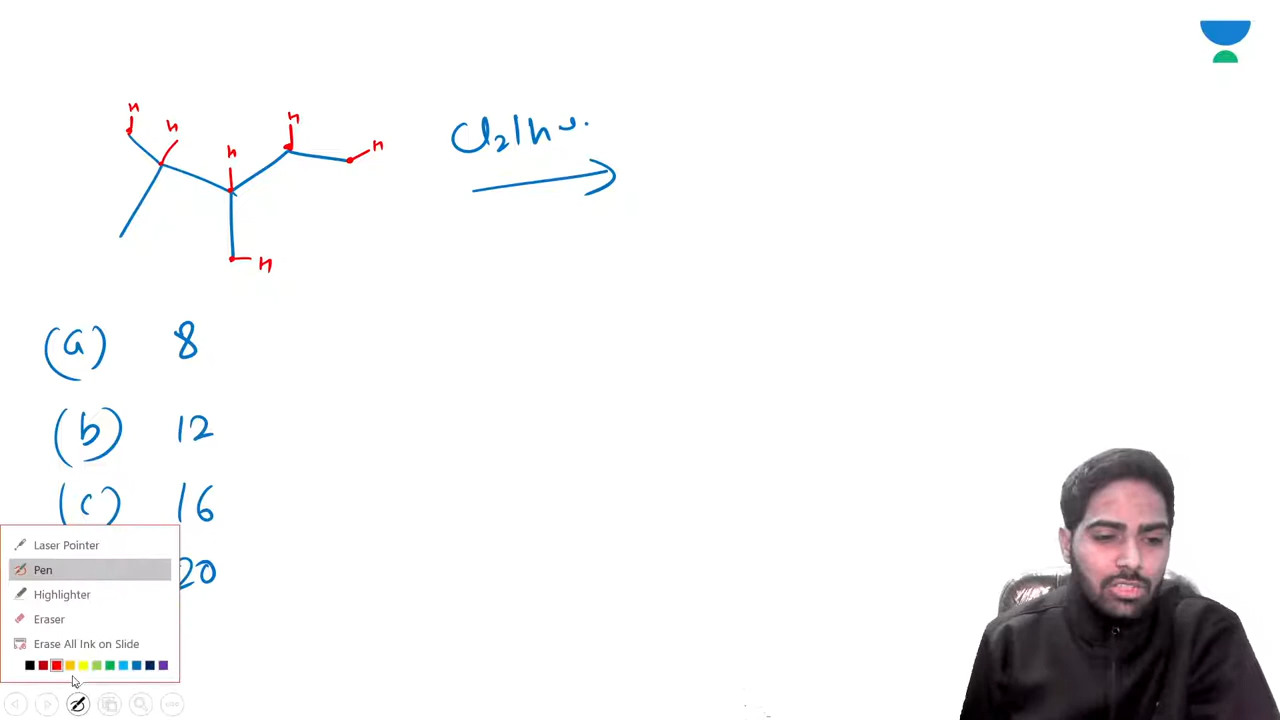 H
H
H
H
H
H
Cl2/hν.
(a) 8
(b) 12
(c) 16
20
Laser Pointer
Pen
Highlighter
Eraser
Erase All Ink on Slide